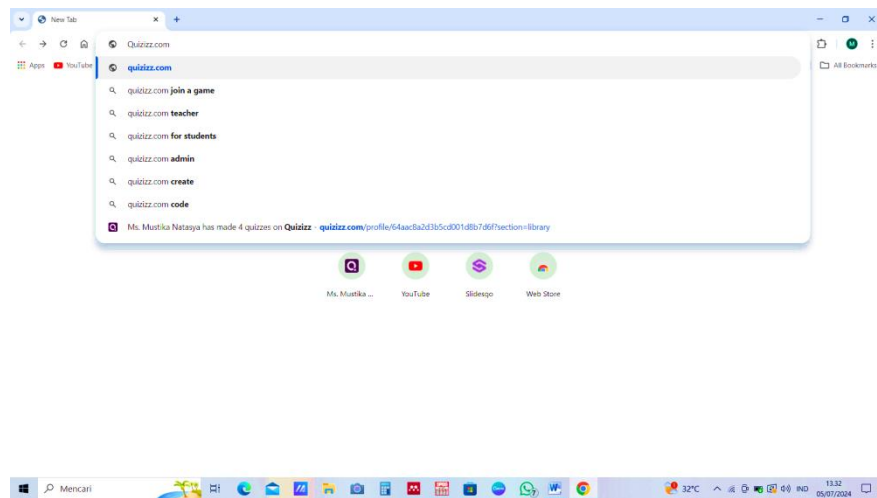 New Tab
Quizizz.com
Apps YouTube quizizz.com All Bookmarks
quizizz.com join a game
quizizz.com teacher
quizizz.com for students
quizizz.com admin
quizizz.com create
quizizz.com code
Ms. Mustika Natasya has made 4 quizzes on Quizizz - quizizz.com/profile/64aac8a2d3b5cd001d8b7d6f?section=library
Ms. Mustika ... YouTube Slidesgo Web Store
Mencari 32°C IND 13.32
05/07/2024